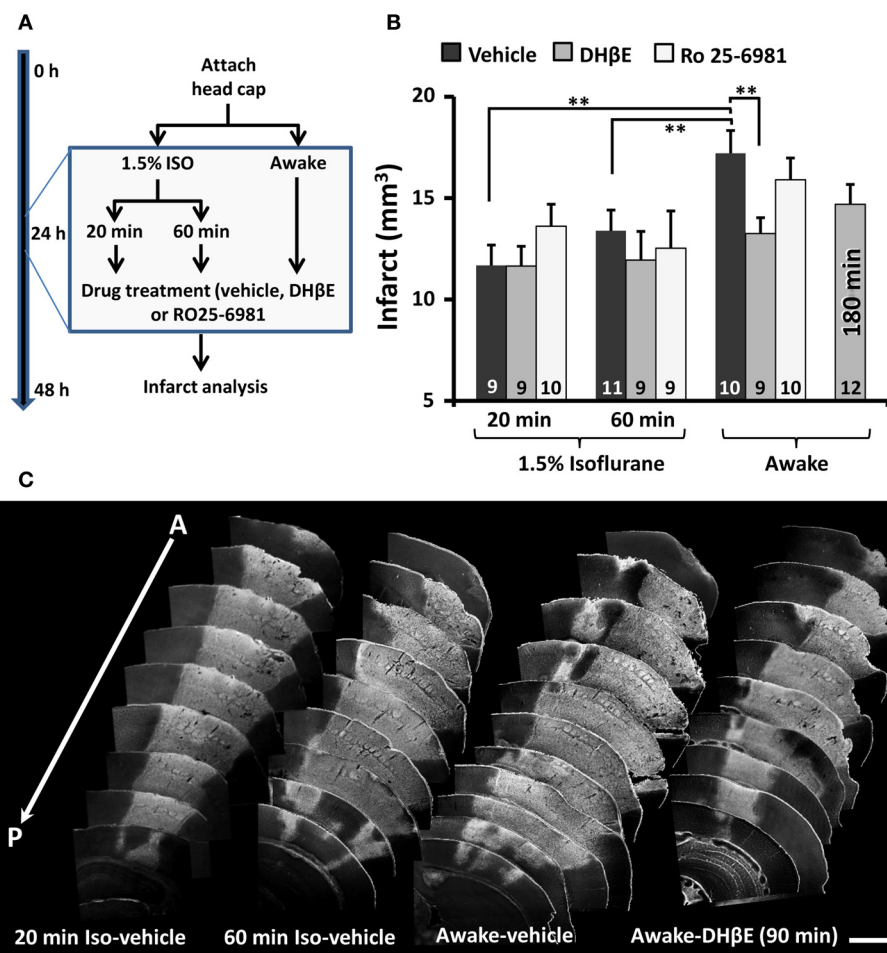 A
0 h
Attach
head cap
1.5% ISO
Awake
24 h
20 min
60 min
Drug treatment (vehicle, DHβE
or RO25-6981
48 h
Infarct analysis
B
Vehicle
DHβE
Ro 25-6981
Infarct (mm³)
20
15
10
5
**
**
**
9
9
10
11
9
9
10
9
10
12
180 min
20 min
60 min
1.5% Isoflurane
Awake
C
A
P
20 min Iso-vehicle
60 min Iso-vehicle
Awake-vehicle
Awake-DHβE (90 min)